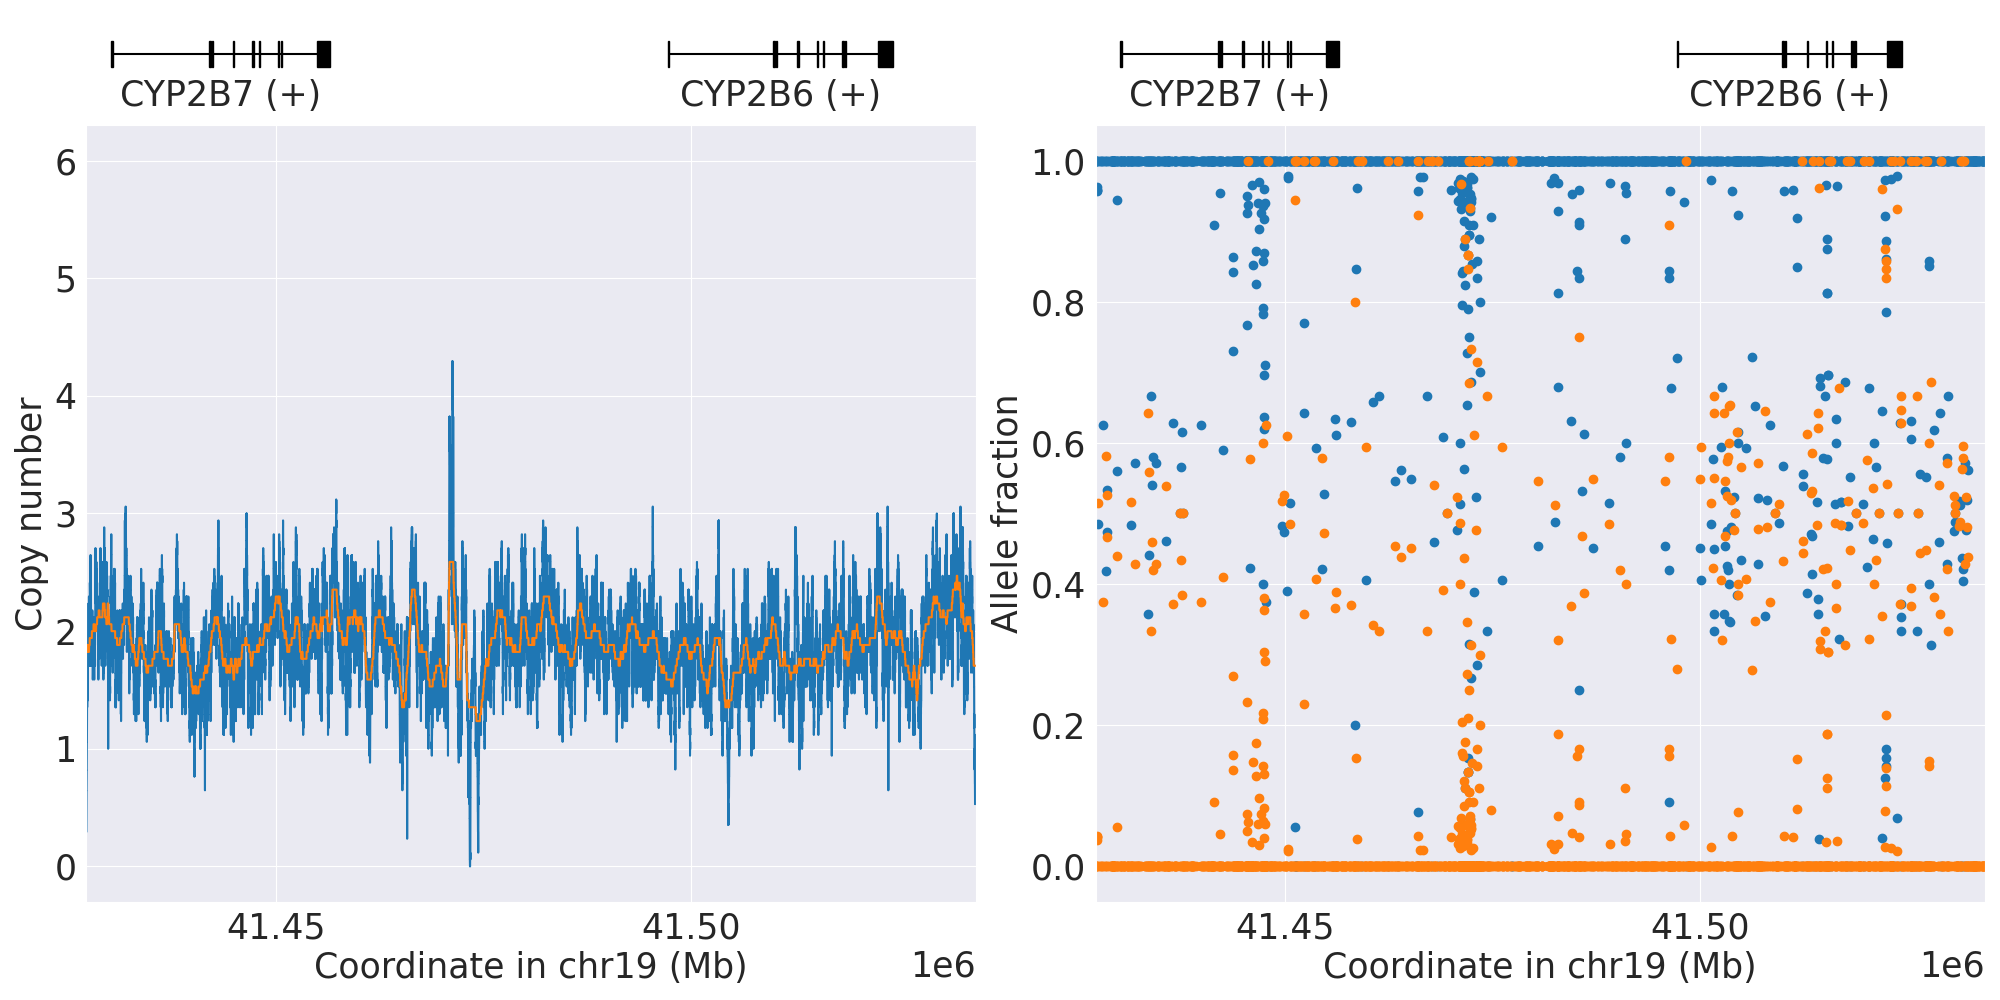 CYP2B7 (+)
CYP2B6 (+)
6
5
4
3
2
1
0
Copy number
41.45
41.50
Coordinate in chr19 (Mb)
1e6
CYP2B7 (+)
CYP2B6 (+)
1.0
0.8
0.6
0.4
0.2
0.0
Allele fraction
41.45
41.50
Coordinate in chr19 (Mb)
1e6